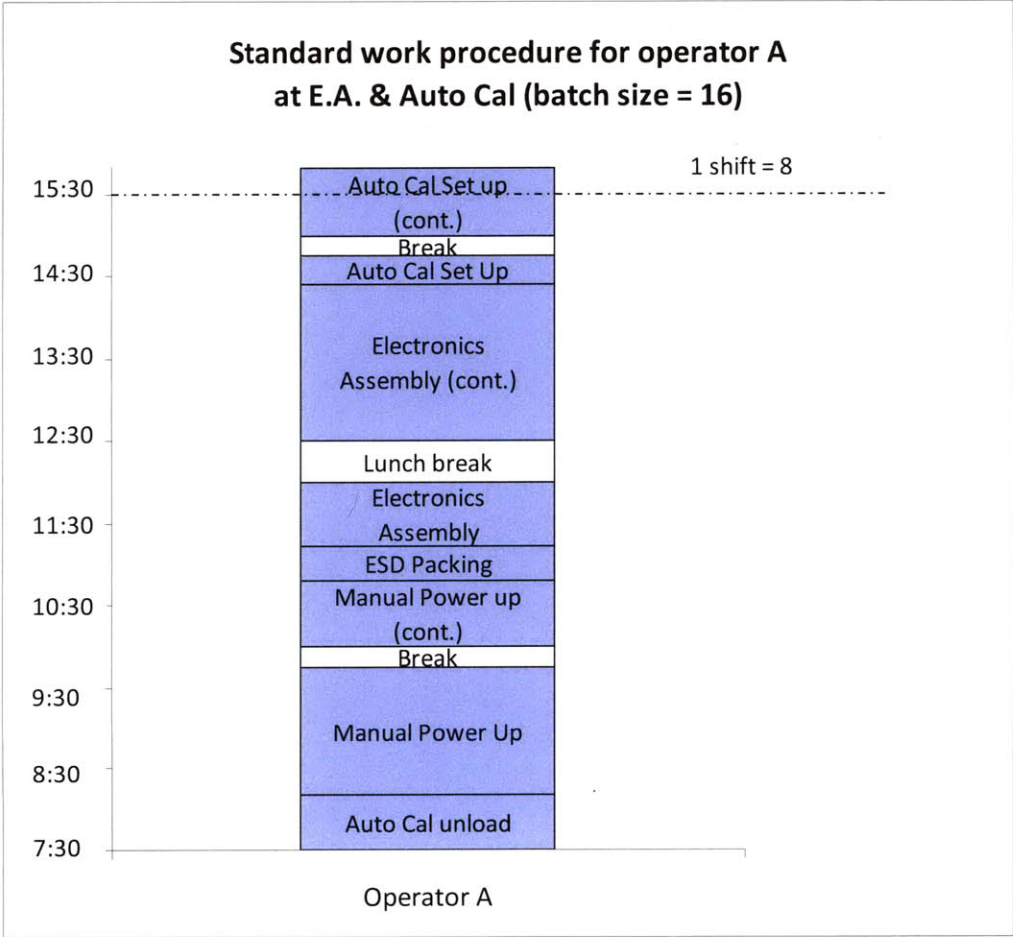 Standard work procedure for operator A
at E.A. & Auto Cal (batch size = 16)
1 shift = 8
15:30
14:30
13:30
12:30
11:30
10:30
9:30
8:30
7:30
Auto Cal Set up
(cont.)
Break
Auto Cal Set Up
Electronics
Assembly (cont.)
Lunch break
Electronics
Assembly
ESD Packing
Manual Power up
(cont.)
Break
Manual Power Up
Auto Cal unload
Operator A